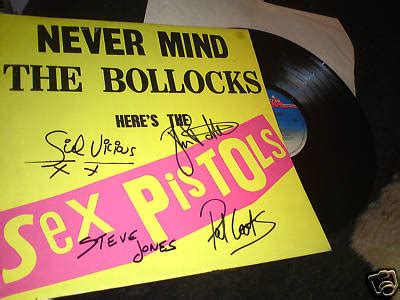 NEVER MIND
THE BOLLOCKS
HERE'S THE
Sid Vicious
x x
Sex PISTOLS
STEVE
JONES